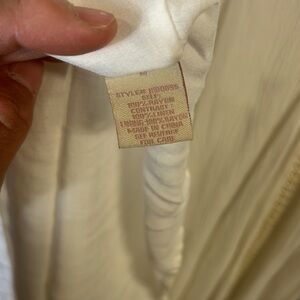 M
STYLE#:
SELF:
100% RAYON
CONTRAST:
100% LINEN
LINING: 100% RAYON
MADE IN CHINA
SEE REVERSE
FOR CARE